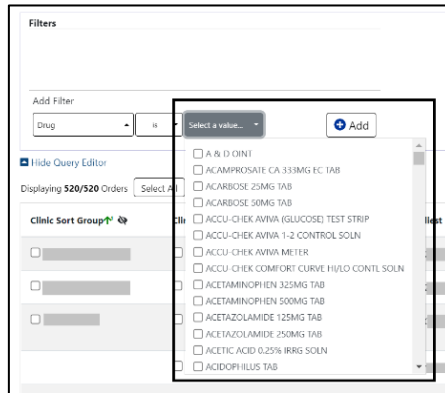 Filters
Add Filter
Drug is Select a value... Add
Hide Query Editor
Displaying 520/520 Orders Select All
Clinic Sort Group
A & D OINT
ACAMPROSATE CA 333MG EC TAB
ACARBOSE 25MG TAB
ACARBOSE 50MG TAB
ACCU-CHEK AVIVA (GLUCOSE) TEST STRIP
ACCU-CHEK AVIVA 1-2 CONTROL SOLN
ACCU-CHEK AVIVA METER
ACCU-CHEK COMFORT CURVE HI/LO CONTL SOLN
ACETAMINOPHEN 325MG TAB
ACETAMINOPHEN 500MG TAB
ACETAZOLAMIDE 125MG TAB
ACETAZOLAMIDE 250MG TAB
ACETIC ACID 0.25% IRRG SOLN
ACIDOPHILUS TAB